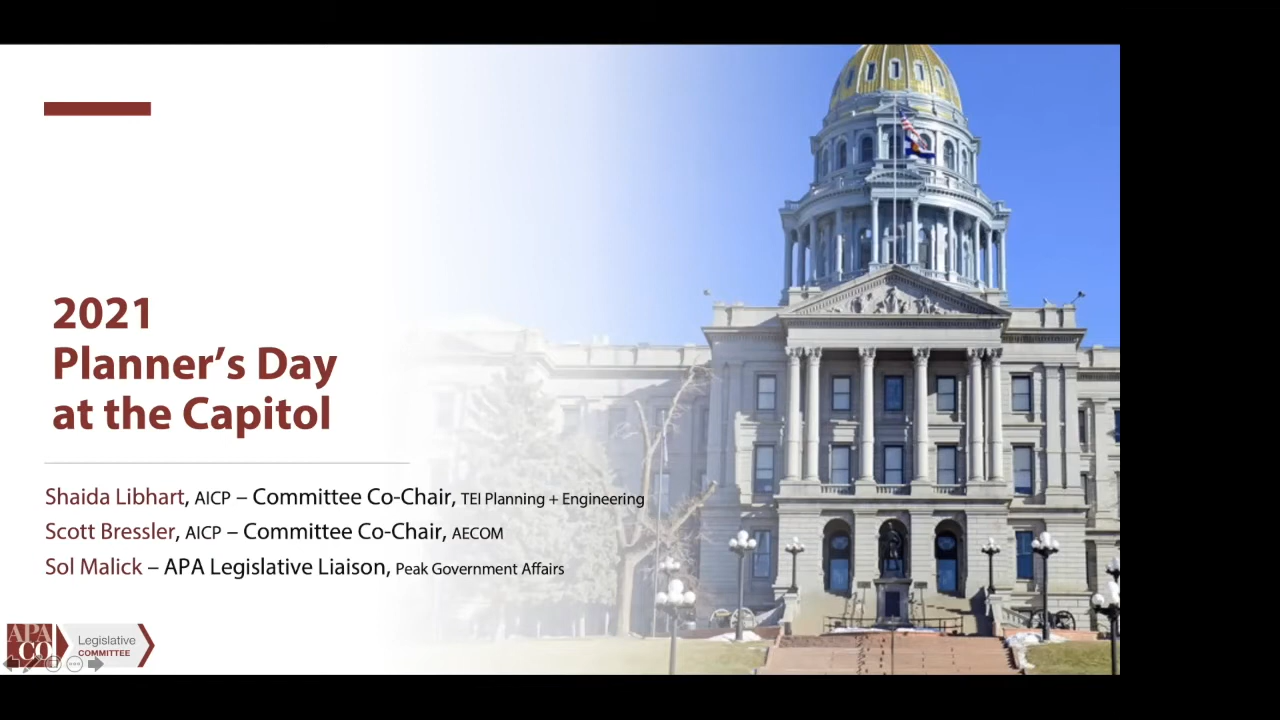 2021
Planner's Day
at the Capitol
Shaida Libhart, AICP – Committee Co-Chair, TEI Planning + Engineering
Scott Bressler, AICP – Committee Co-Chair, AECOM
Sol Malick – APA Legislative Liaison, Peak Government Affairs
APA
CO
Legislative
COMMITTEE